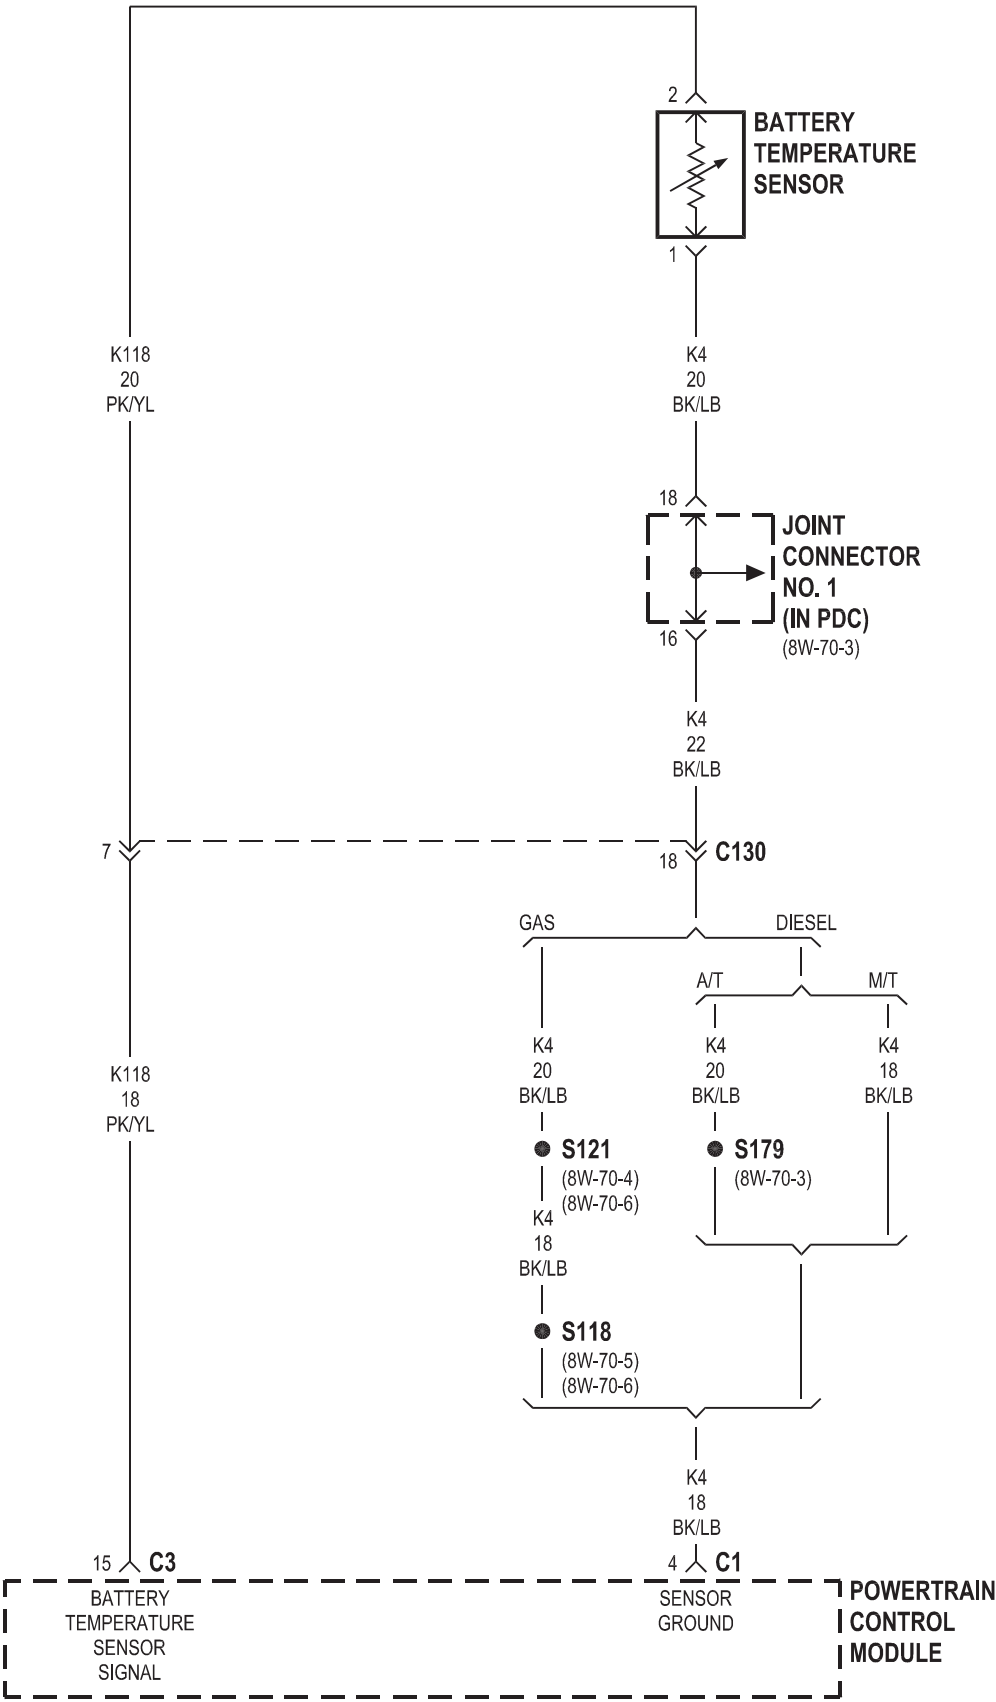 2
BATTERY
TEMPERATURE
SENSOR
1
K118
20
PK/YL
K4
20
BK/LB
18
JOINT
CONNECTOR
NO. 1
(IN PDC)
(8W-70-3)
16
K4
22
BK/LB
7
18
C130
GAS
DIESEL
A/T
M/T
K4
20
BK/LB
K4
20
BK/LB
K4
18
BK/LB
K118
18
PK/YL
S121
(8W-70-4)
(8W-70-6)
S179
(8W-70-3)
K4
18
BK/LB
S118
(8W-70-5)
(8W-70-6)
K4
18
BK/LB
15
C3
4
C1
BATTERY
TEMPERATURE
SENSOR
SIGNAL
SENSOR
GROUND
POWERTRAIN
CONTROL
MODULE